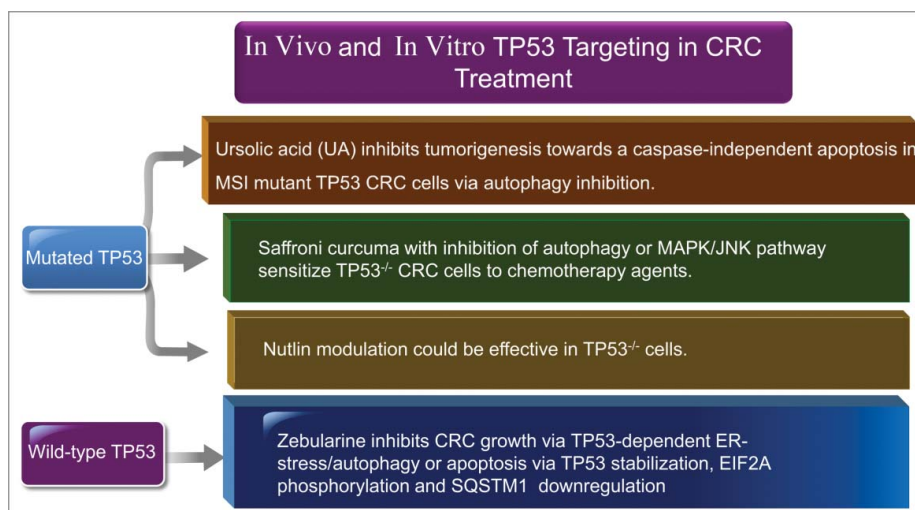 In Vivo and In Vitro TP53 Targeting in CRC
Treatment
Ursolic acid (UA) inhibits tumorigenesis towards a caspase-independent apoptosis in
MSI mutant TP53 CRC cells via autophagy inhibition.
Mutated TP53
Saffroni curcuma with inhibition of autophagy or MAPK/JNK pathway
sensitize TP53-/- CRC cells to chemotherapy agents.
Nutlin modulation could be effective in TP53-/- cells.
Wild-type TP53
Zebularine inhibits CRC growth via TP53-dependent ER-
stress/autophagy or apoptosis via TP53 stabilization, EIF2A
phosphorylation and SQSTM1 downregulation